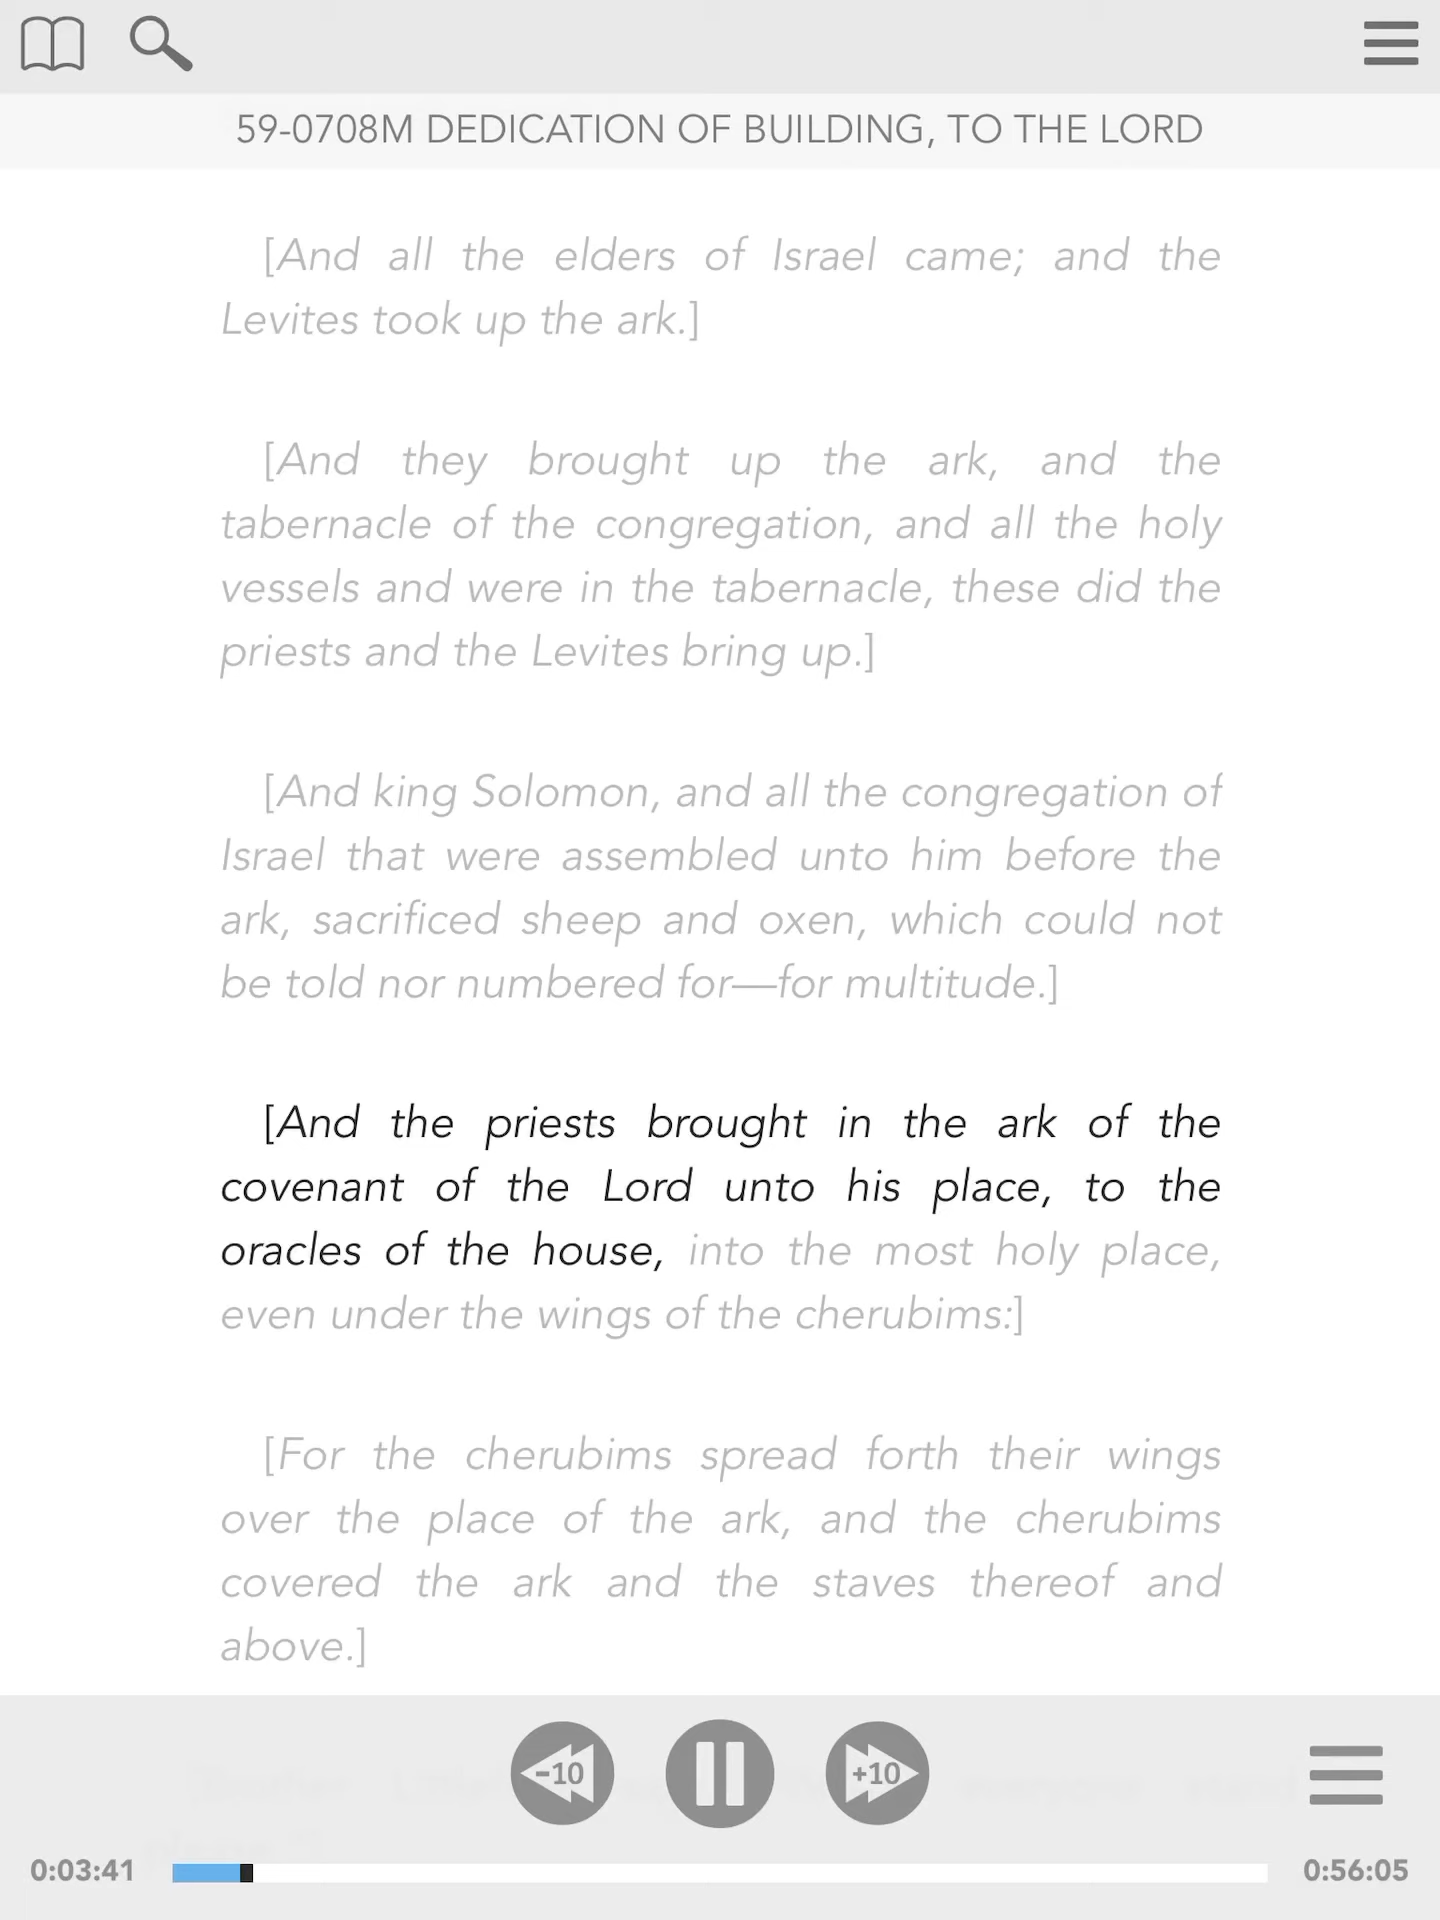 59-0708M DEDICATION OF BUILDING, TO THE LORD
[And all the elders of Israel came; and the
Levites took up the ark.]
[And they brought up the ark, and the
tabernacle of the congregation, and all the holy
vessels and were in the tabernacle, these did the
priests and the Levites bring up.]
[And king Solomon, and all the congregation of
Israel that were assembled unto him before the
ark, sacrificed sheep and oxen, which could not
be told nor numbered for—for multitude.]
[And the priests brought in the ark of the
covenant of the Lord unto his place, to the
oracles of the house, into the most holy place,
even under the wings of the cherubims:]
[For the cherubims spread forth their wings
over the place of the ark, and the cherubims
covered the ark and the staves thereof and
above.]
-10 +10
0:03:41 0:56:05